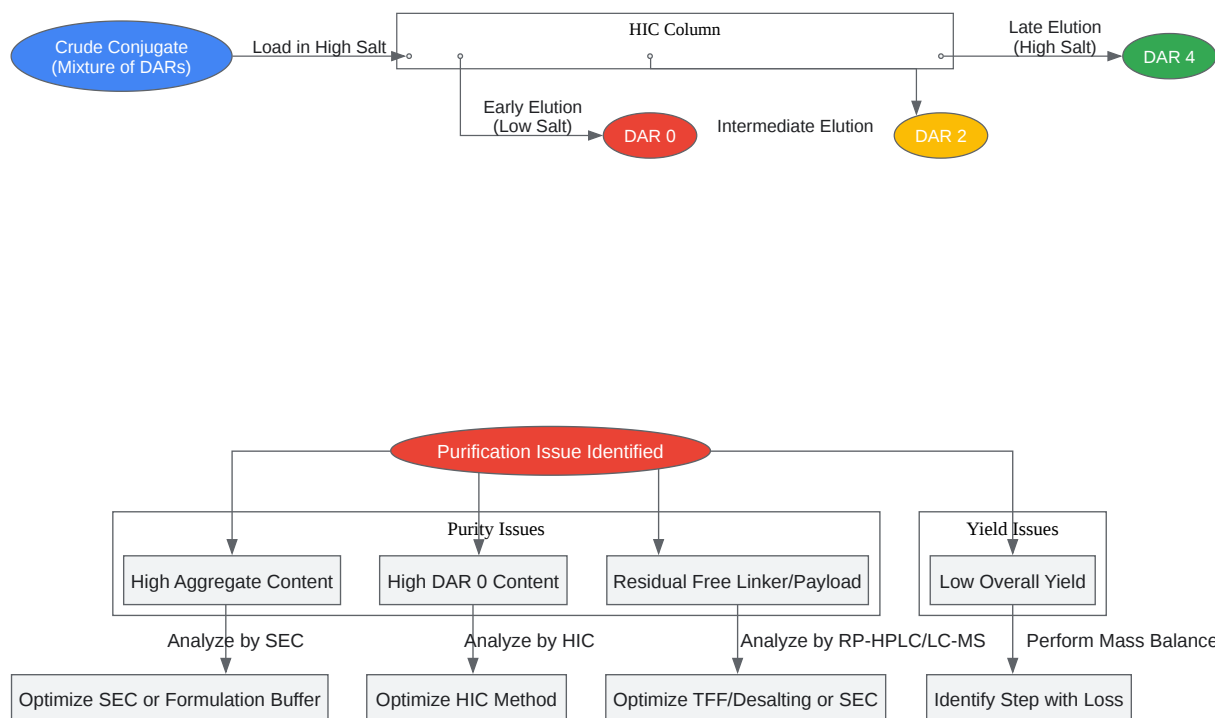 HIC Column
Crude Conjugate
(Mixture of DARs)
Load in High Salt
Late Elution
(High Salt)
DAR 4
Early Elution
(Low Salt)
DAR 0
Intermediate Elution
DAR 2
Purification Issue Identified
Purity Issues
Yield Issues
High Aggregate Content
High DAR 0 Content
Residual Free Linker/Payload
Low Overall Yield
Analyze by SEC
Analyze by HIC
Analyze by RP-HPLC/LC-MS
Perform Mass Balance
Optimize SEC or Formulation Buffer
Optimize HIC Method
Optimize TFF/Desalting or SEC
Identify Step with Loss